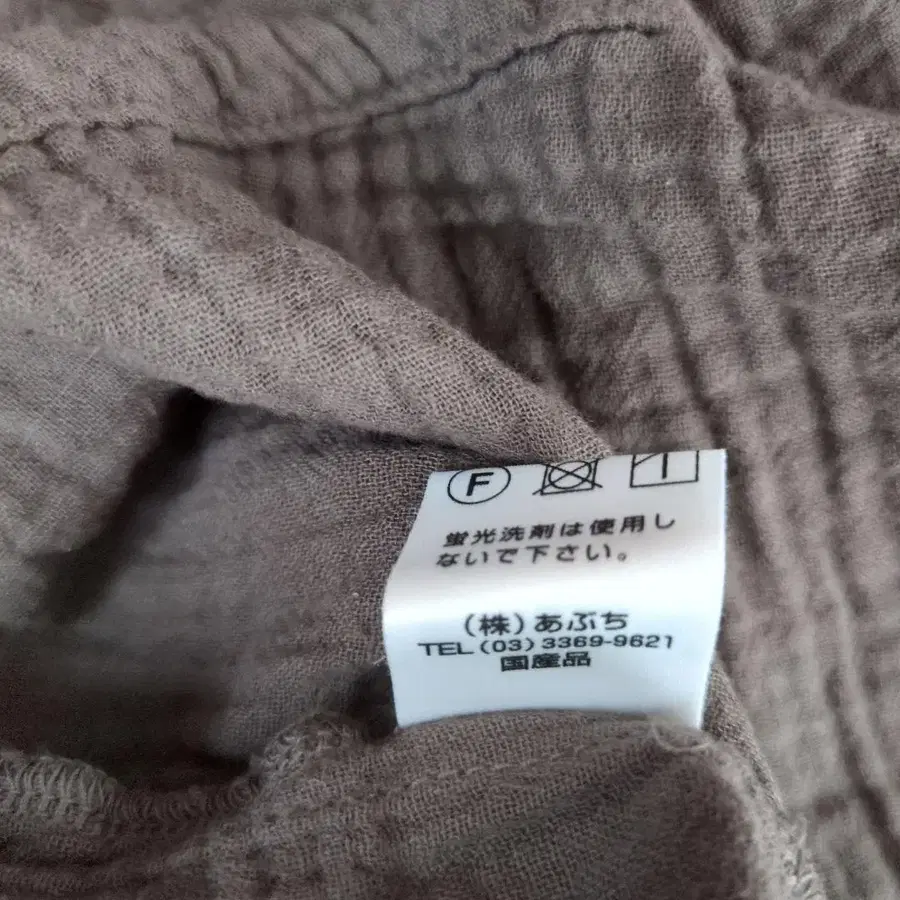 F
蛍光洗剤は使用し
ないで下さい。
(株)あぶち
TEL(03)3369-9621
国産品